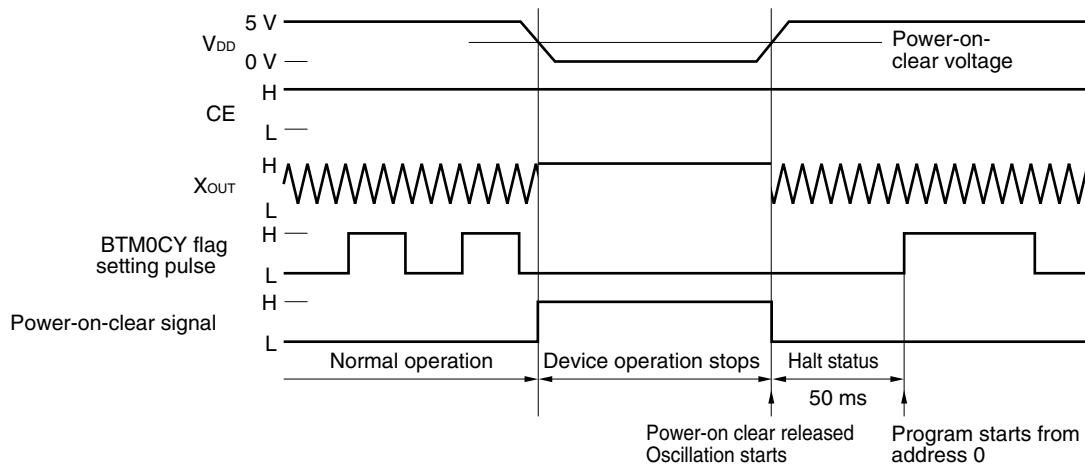 5 V
VDD
0 V
Power-on-
clear voltage
H
CE
L
H
XOUT
L
BTM0CY flag
setting pulse
H
L
H
Power-on-clear signal
L
Normal operation
Device operation stops
Halt status
50 ms
Power-on clear released
Oscillation starts
Program starts from
address 0